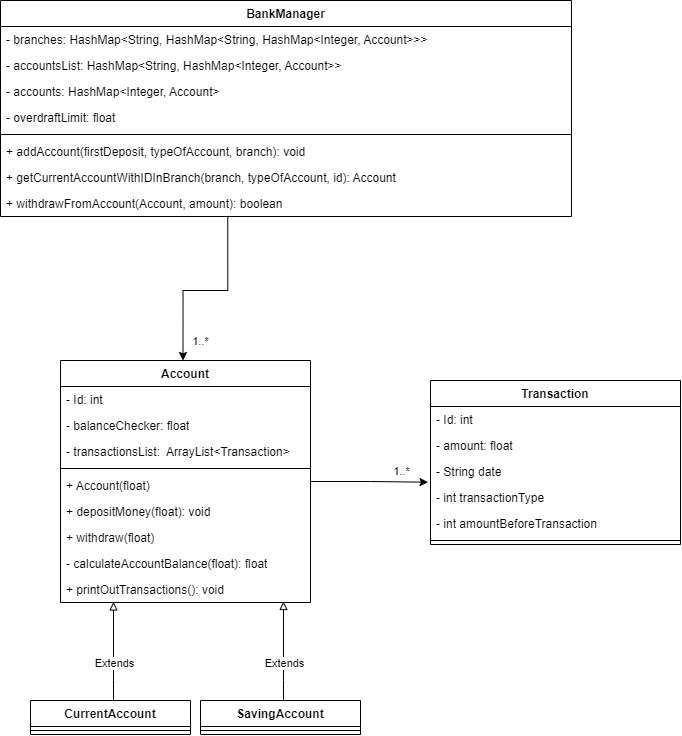 BankManager
- branches: HashMap<String, HashMap<String, HashMap<Integer, Account>>>
- accountsList: HashMap<String, HashMap<Integer, Account>>
- accounts: HashMap<Integer, Account>
- overdraftLimit: float
+ addAccount(firstDeposit, typeOfAccount, branch): void
+ getCurrentAccountWithIDInBranch(branch, typeOfAccount, id): Account
+ withdrawFromAccount(Account, amount): boolean
1..*
Account
- Id: int
- balanceChecker: float
- transactionsList: ArrayList<Transaction>
+ Account(float)
+ depositMoney(float): void
+ withdraw(float)
- calculateAccountBalance(float): float
+ printOutTransactions(): void
1..*
Transaction
- Id: int
- amount: float
- String date
- int transactionType
- int amountBeforeTransaction
Extends
Extends
CurrentAccount
SavingAccount